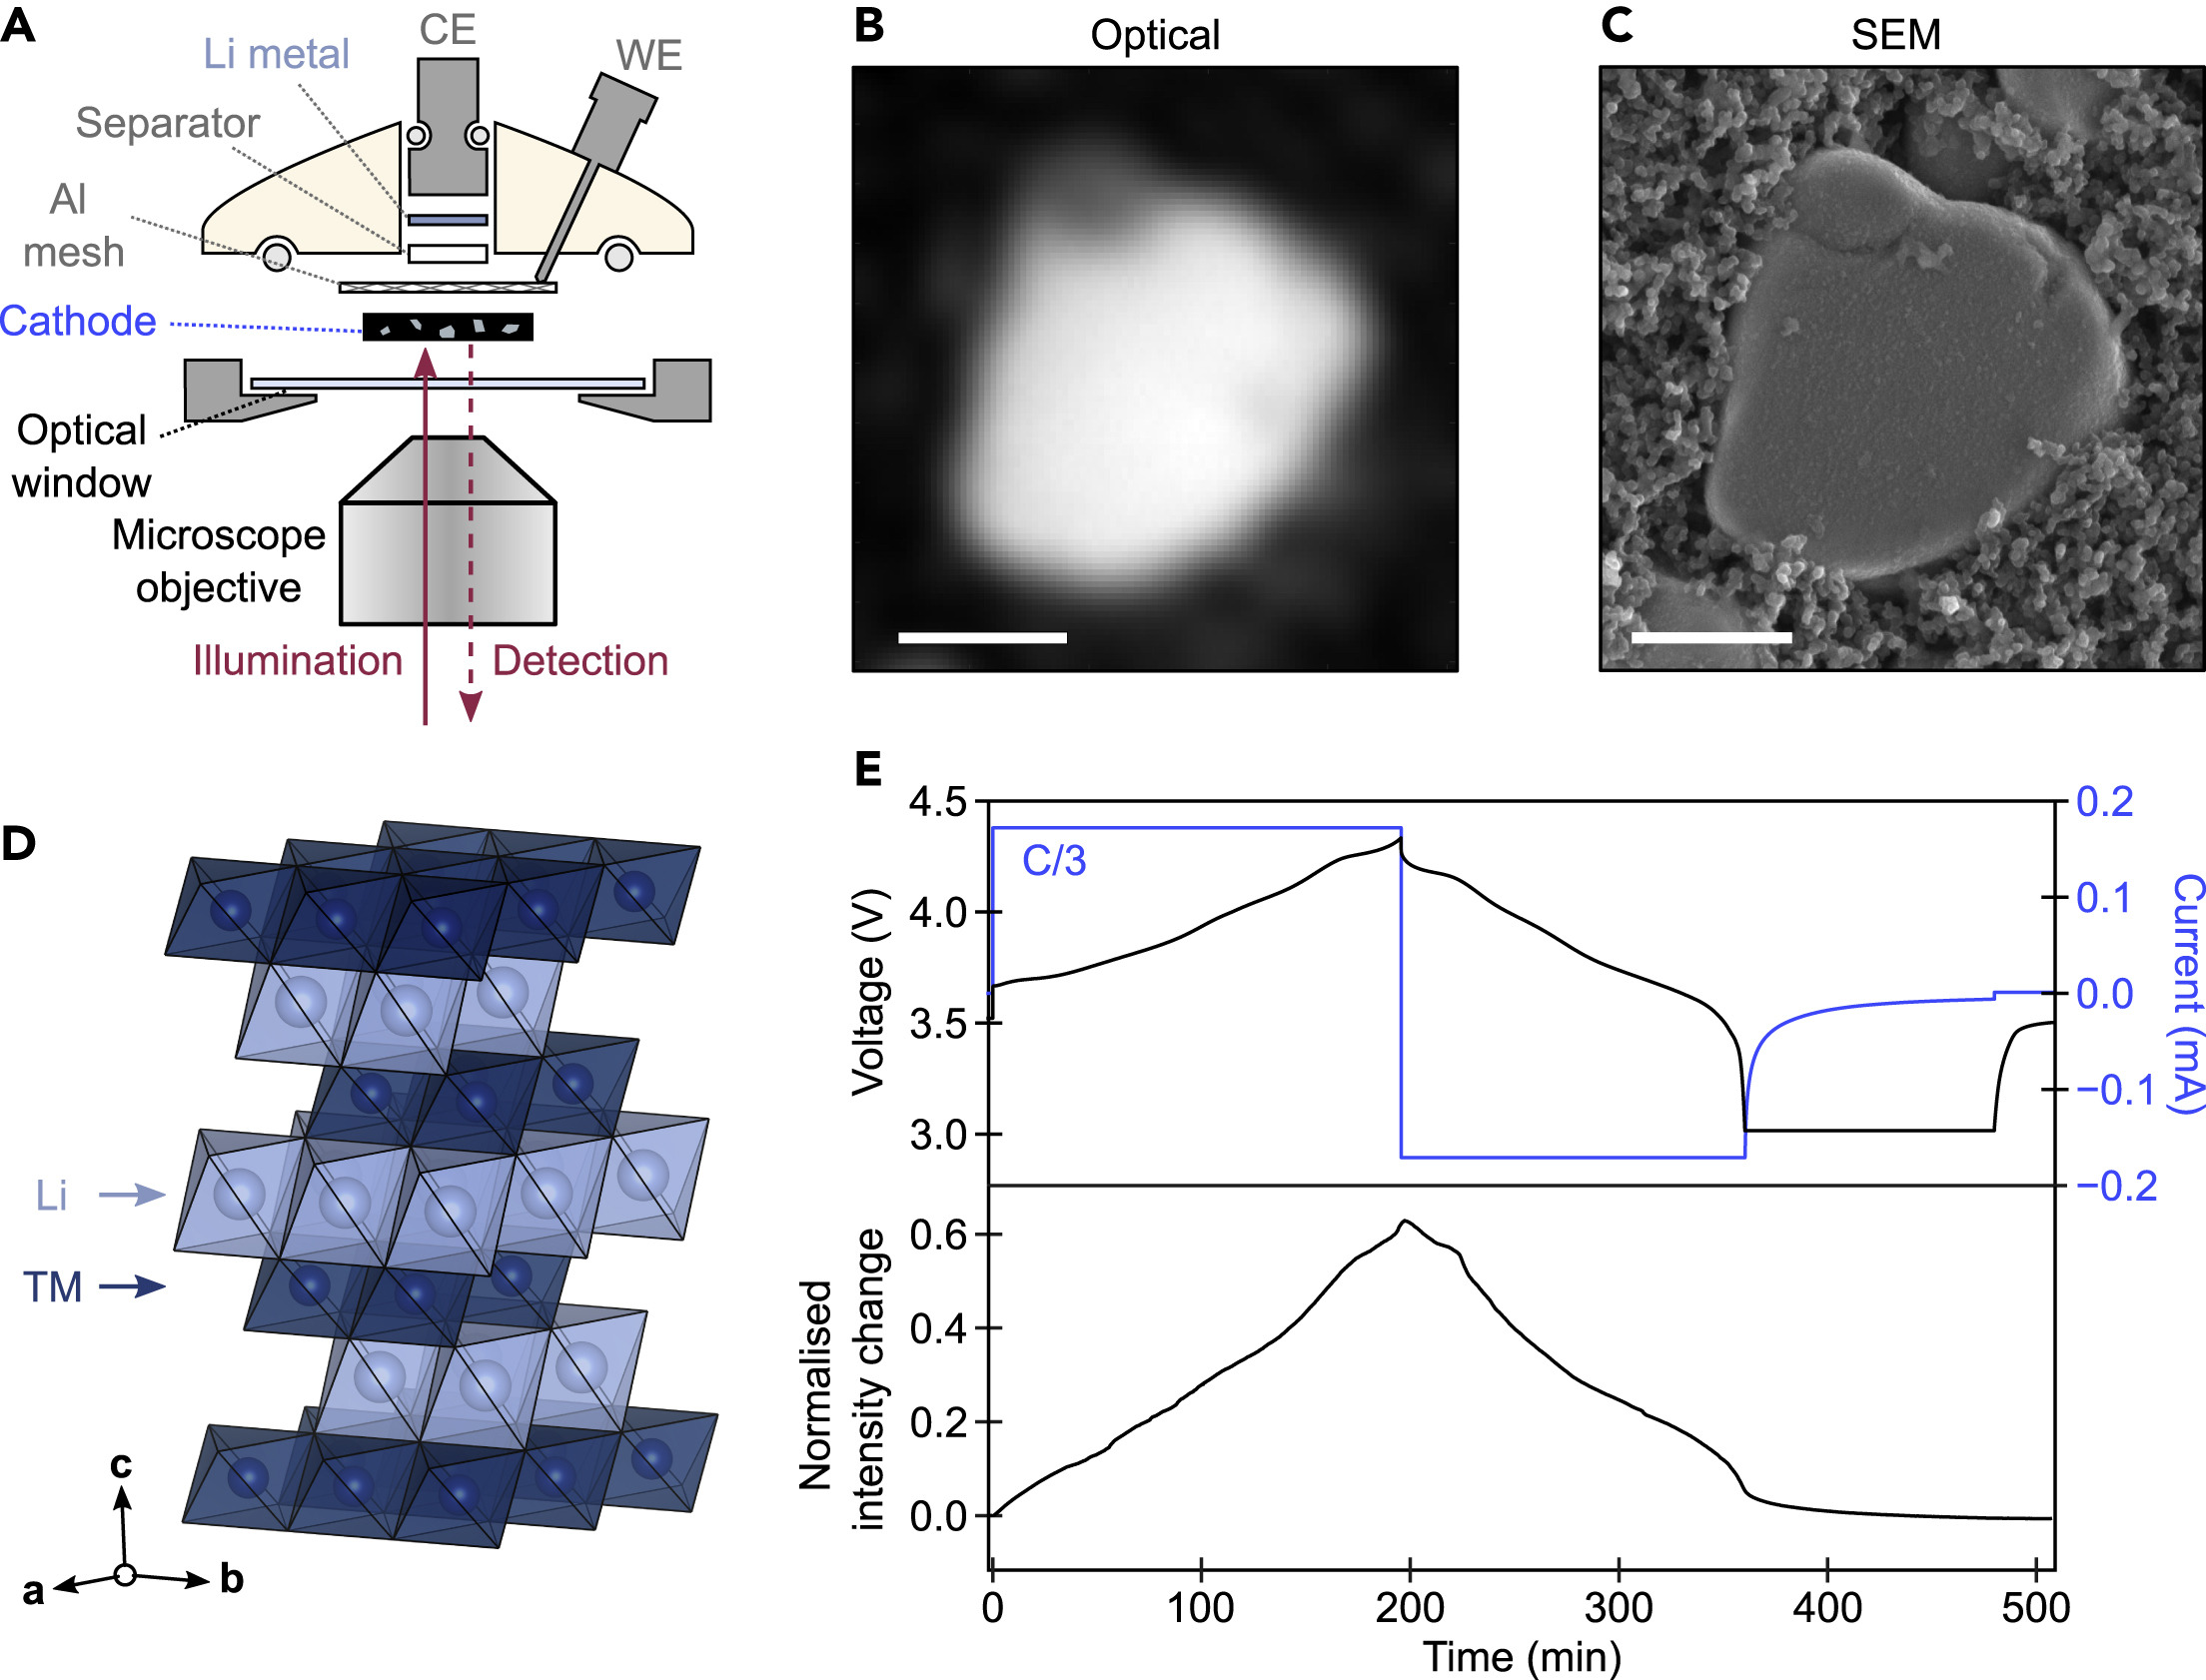 A
CE
Li metal
WE
Separator
Al
mesh
Cathode
Optical
window
Microscope
objective
Illumination
Detection
B
Optical
C
SEM
D
Li
TM
c
a
b
E
4.5
4.0
3.5
3.0
Voltage (V)
C/3
0.2
0.1
0.0
−0.1
−0.2
Current (mA)
0.6
0.4
0.2
0.0
Normalised
intensity change
0
100
200
300
400
500
Time (min)